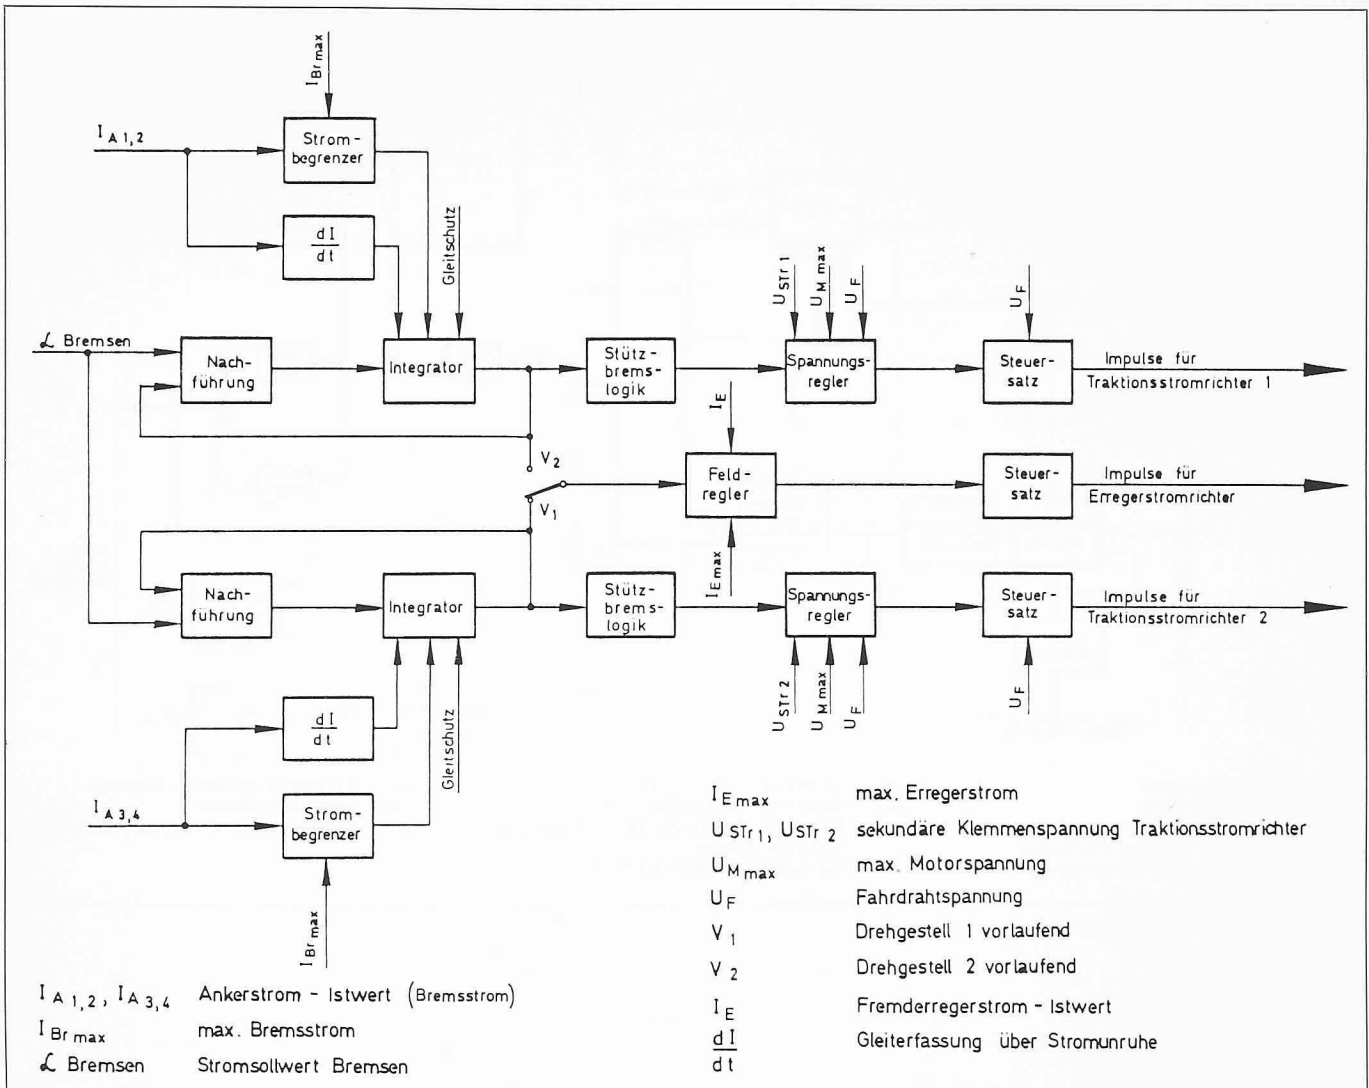 I Br max
I A 1,2
Strom-
begrenzer
dI
dt
Gleitschutz
U STr 1
U M max
U F
U F
ℒ Bremsen
Nach-
führung
Integrator
Stütz-
brems-
logik
Spannungs-
regler
Steuer-
satz
Impulse für
Traktionsstromrichter 1
I E
V 2
V 1
Feld-
regler
Steuer-
satz
Impulse für
Erregerstromrichter
I E max
Nach-
führung
Integrator
Stütz-
brems-
logik
Spannungs-
regler
Steuer-
satz
Impulse für
Traktionsstromrichter 2
U STr 2
U M max
U F
U F
dI
dt
Gleitschutz
I A 3,4
Strom-
begrenzer
I Br max
I A 1,2 , I A 3,4 Ankerstrom - Istwert (Bremsstrom)
I Br max max. Bremsstrom
ℒ Bremsen Stromsollwert Bremsen
I E max max. Erregerstrom
U STr 1, U STr 2 sekundäre Klemmenspannung Traktionsstromrichter
U M max max. Motorspannung
U F Fahrdrahtspannung
V 1 Drehgestell 1 vorlaufend
V 2 Drehgestell 2 vorlaufend
I E Fremderregerstrom - Istwert
dI Gleiterfassung über Stromunruhe
dt